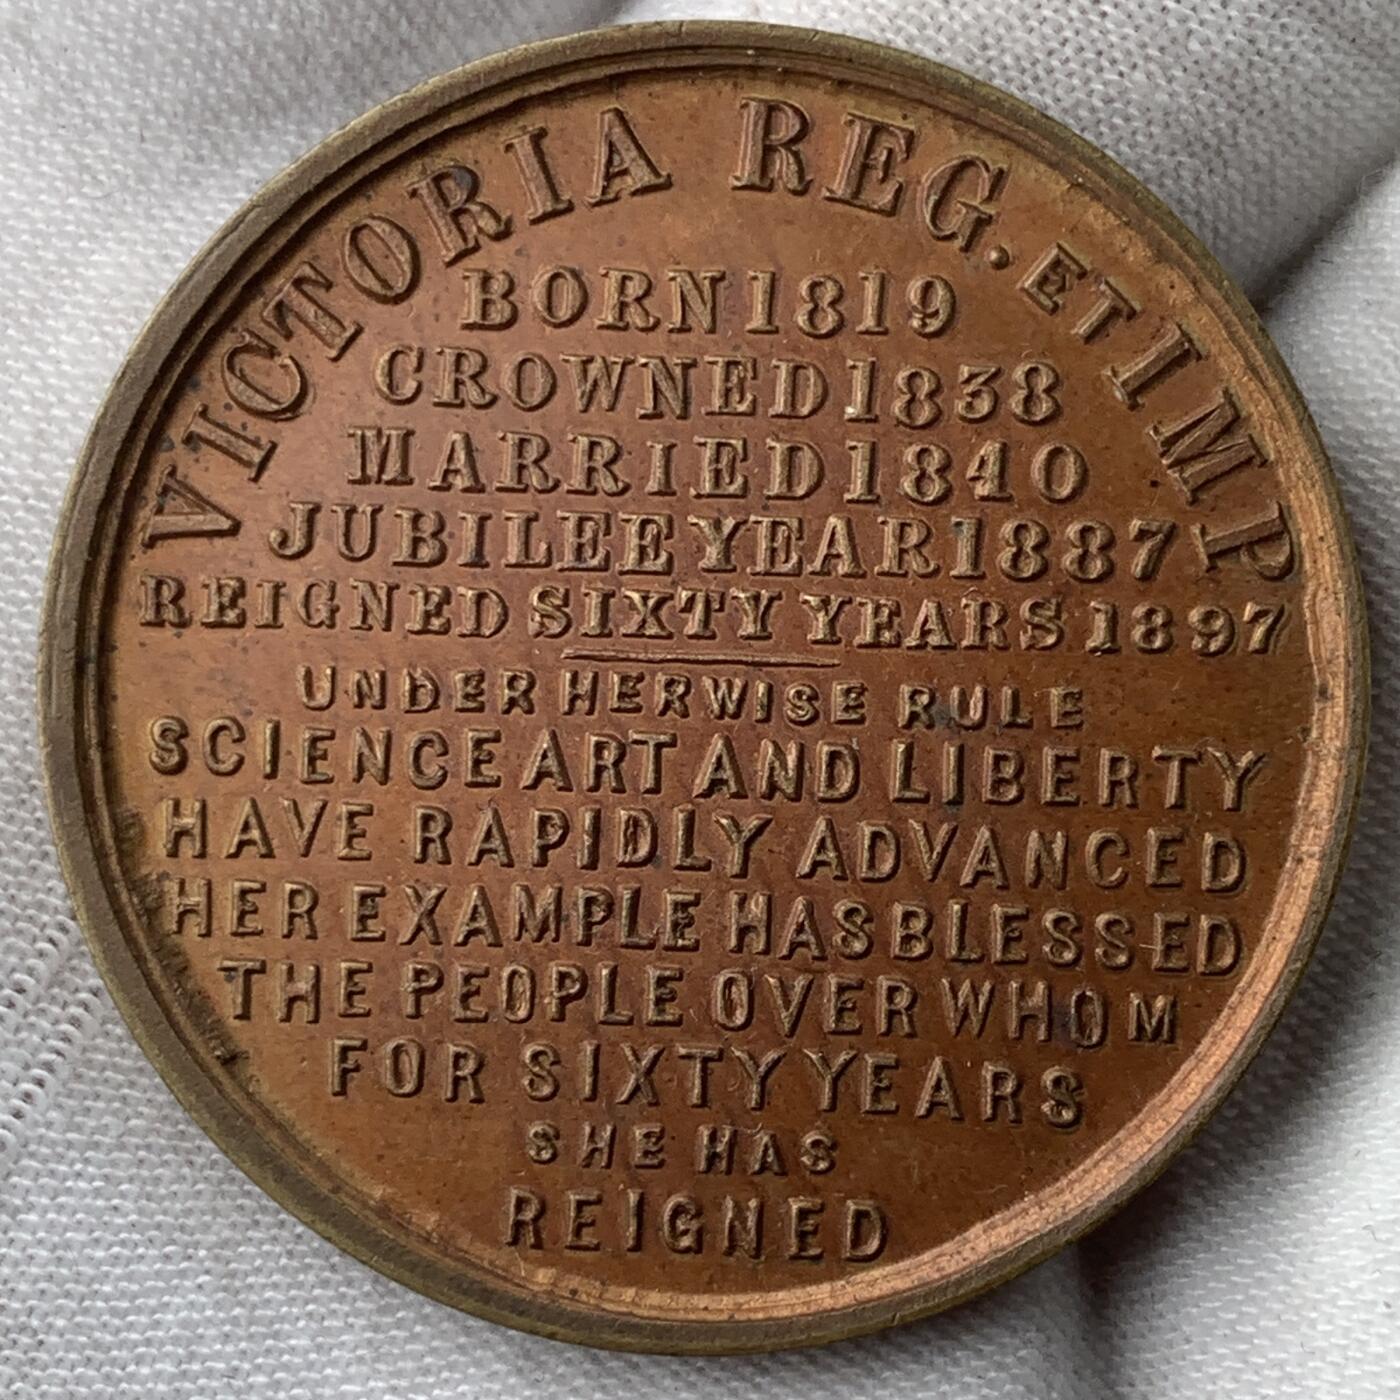 VICTORIA REG. ET IMP
BORN 1819
CROWNED 1838
MARRIED 1840
JUBILEE YEAR 1887
REIGNED SIXTY YEARS 1897
UNDER HER WISE RULE
SCIENCE ART AND LIBERTY
HAVE RAPIDLY ADVANCED
HER EXAMPLE HAS BLESSED
THE PEOPLE OVER WHOM
FOR SIXTY YEARS
SHE HAS
REIGNED